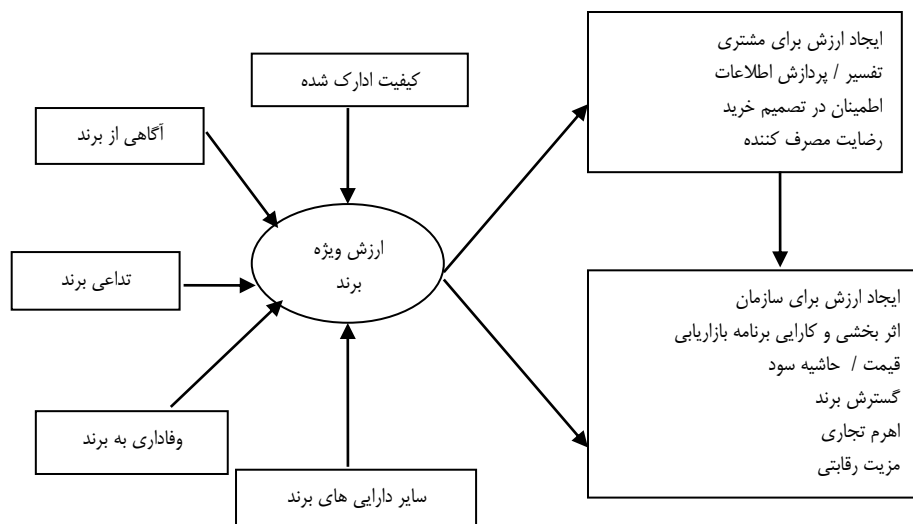 کیفیت ادارک شده
آگاهی از برند
تداعی برند
وفاداری به برند
سایر دارایی های برند
ارزش ویژه
برند
ایجاد ارزش برای مشتری
تفسیر / پردازش اطلاعات
اطمینان در تصمیم خرید
رضایت مصرف کننده
ایجاد ارزش برای سازمان
اثر بخشی و کارایی برنامه بازاریابی
قیمت / حاشیه سود
گسترش برند
اهرم تجاری
مزیت رقابتی